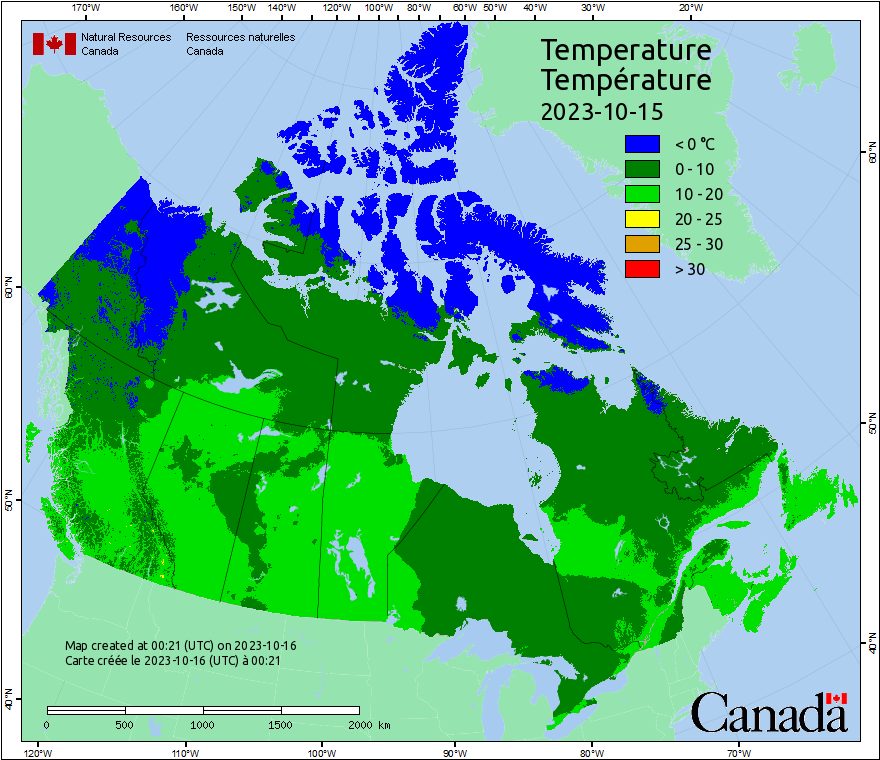 170°W 160°W 150°W 140°W 120°W 100°W 80°W 60°W 50°W 40°W 30°W 20°W
Natural Resources Ressources naturelles
Canada Canada
Temperature
Température
2023-10-15
< 0 °C
0 - 10
10 - 20
20 - 25
25 - 30
> 30
60°N
50°N
40°N
60°N
50°N
40°N
Map created at 00:21 (UTC) on 2023-10-16
Carte créée le 2023-10-16 (UTC) à 00:21
0 500 1000 1500 2000 km
Canada
120°W 110°W 100°W 90°W 80°W 70°W